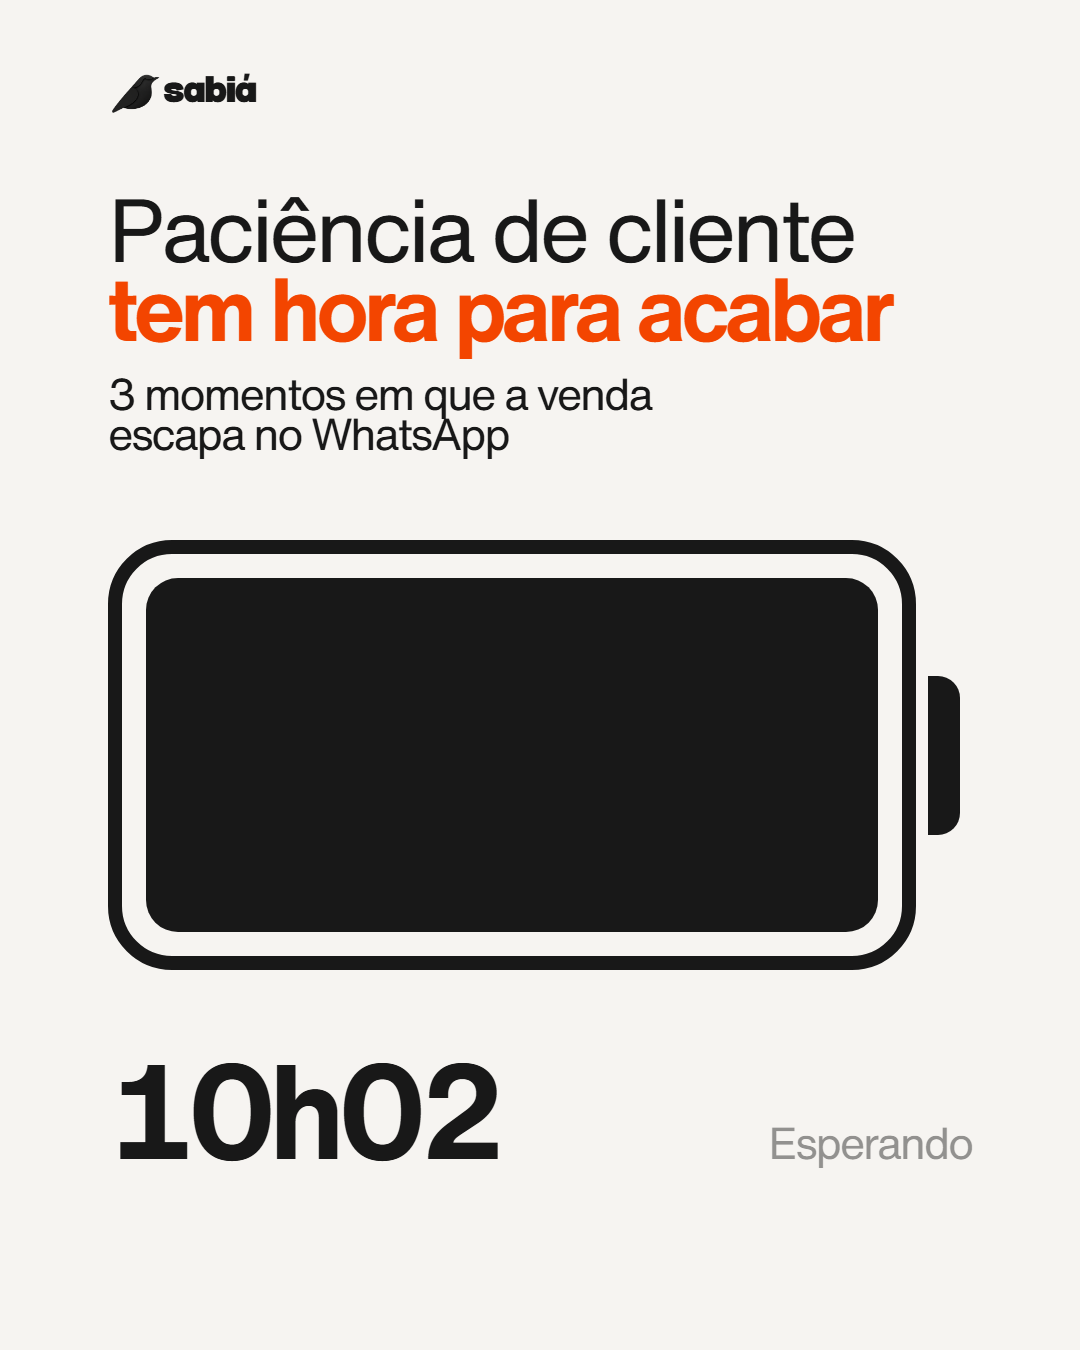 sabiá
Paciência de cliente
tem hora para acabar
3 momentos em que a venda
escapa no WhatsApp
10h02
Esperando